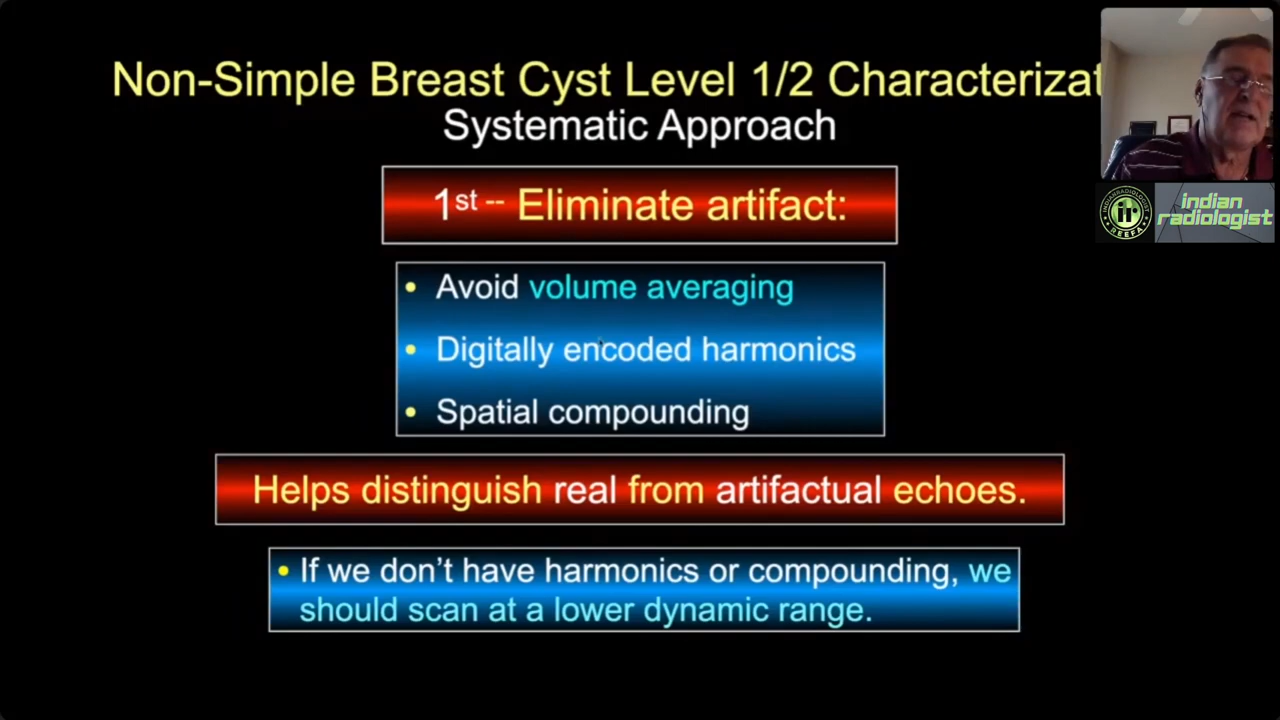 Non-Simple Breast Cyst Level 1/2 Characterizat
Systematic Approach
1st -- Eliminate artifact:
• Avoid volume averaging
• Digitally encoded harmonics
• Spatial compounding
Helps distinguish real from artifactual echoes.
• If we don't have harmonics or compounding, we
should scan at a lower dynamic range.
indian
radiologist
ir
REEFA